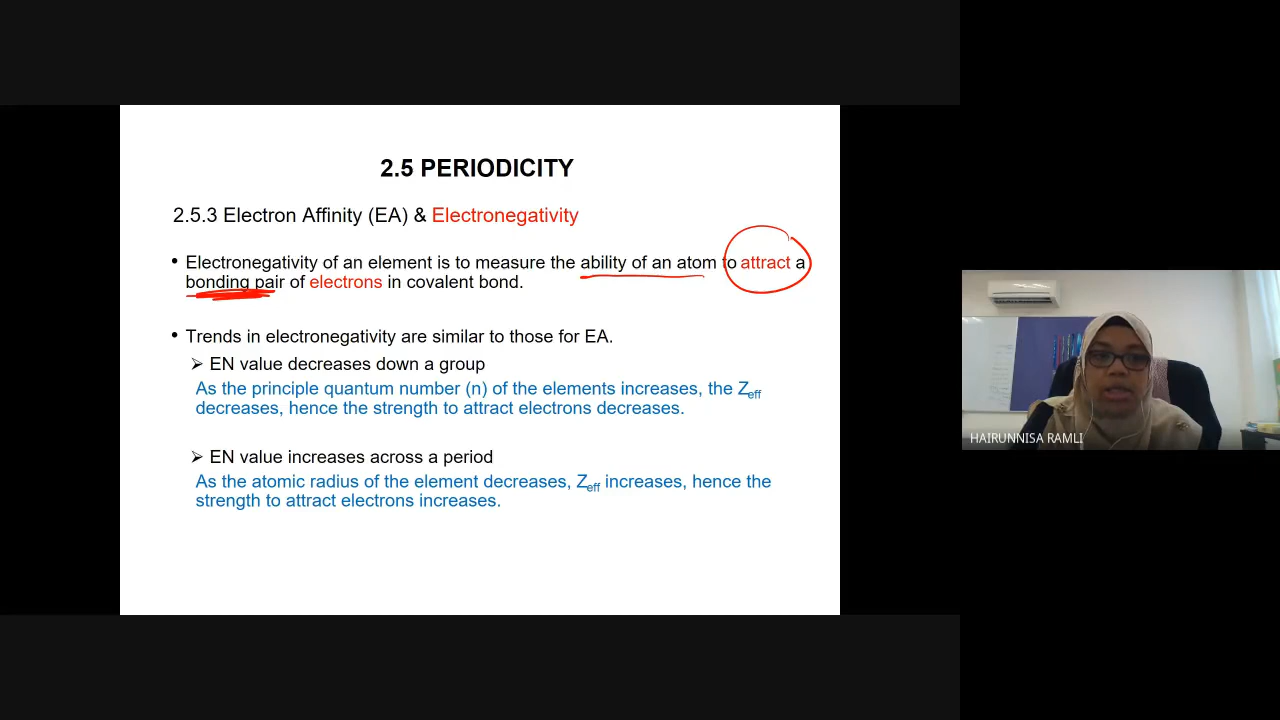 2.5 PERIODICITY
2.5.3 Electron Affinity (EA) & Electronegativity
• Electronegativity of an element is to measure the ability of an atom to attract a
bonding pair of electrons in covalent bond.
• Trends in electronegativity are similar to those for EA.
➢ EN value decreases down a group
As the principle quantum number (n) of the elements increases, the Zeff
decreases, hence the strength to attract electrons decreases.
➢ EN value increases across a period
As the atomic radius of the element decreases, Zeff increases, hence the
strength to attract electrons increases.
HAIRUNNISA RAMLI